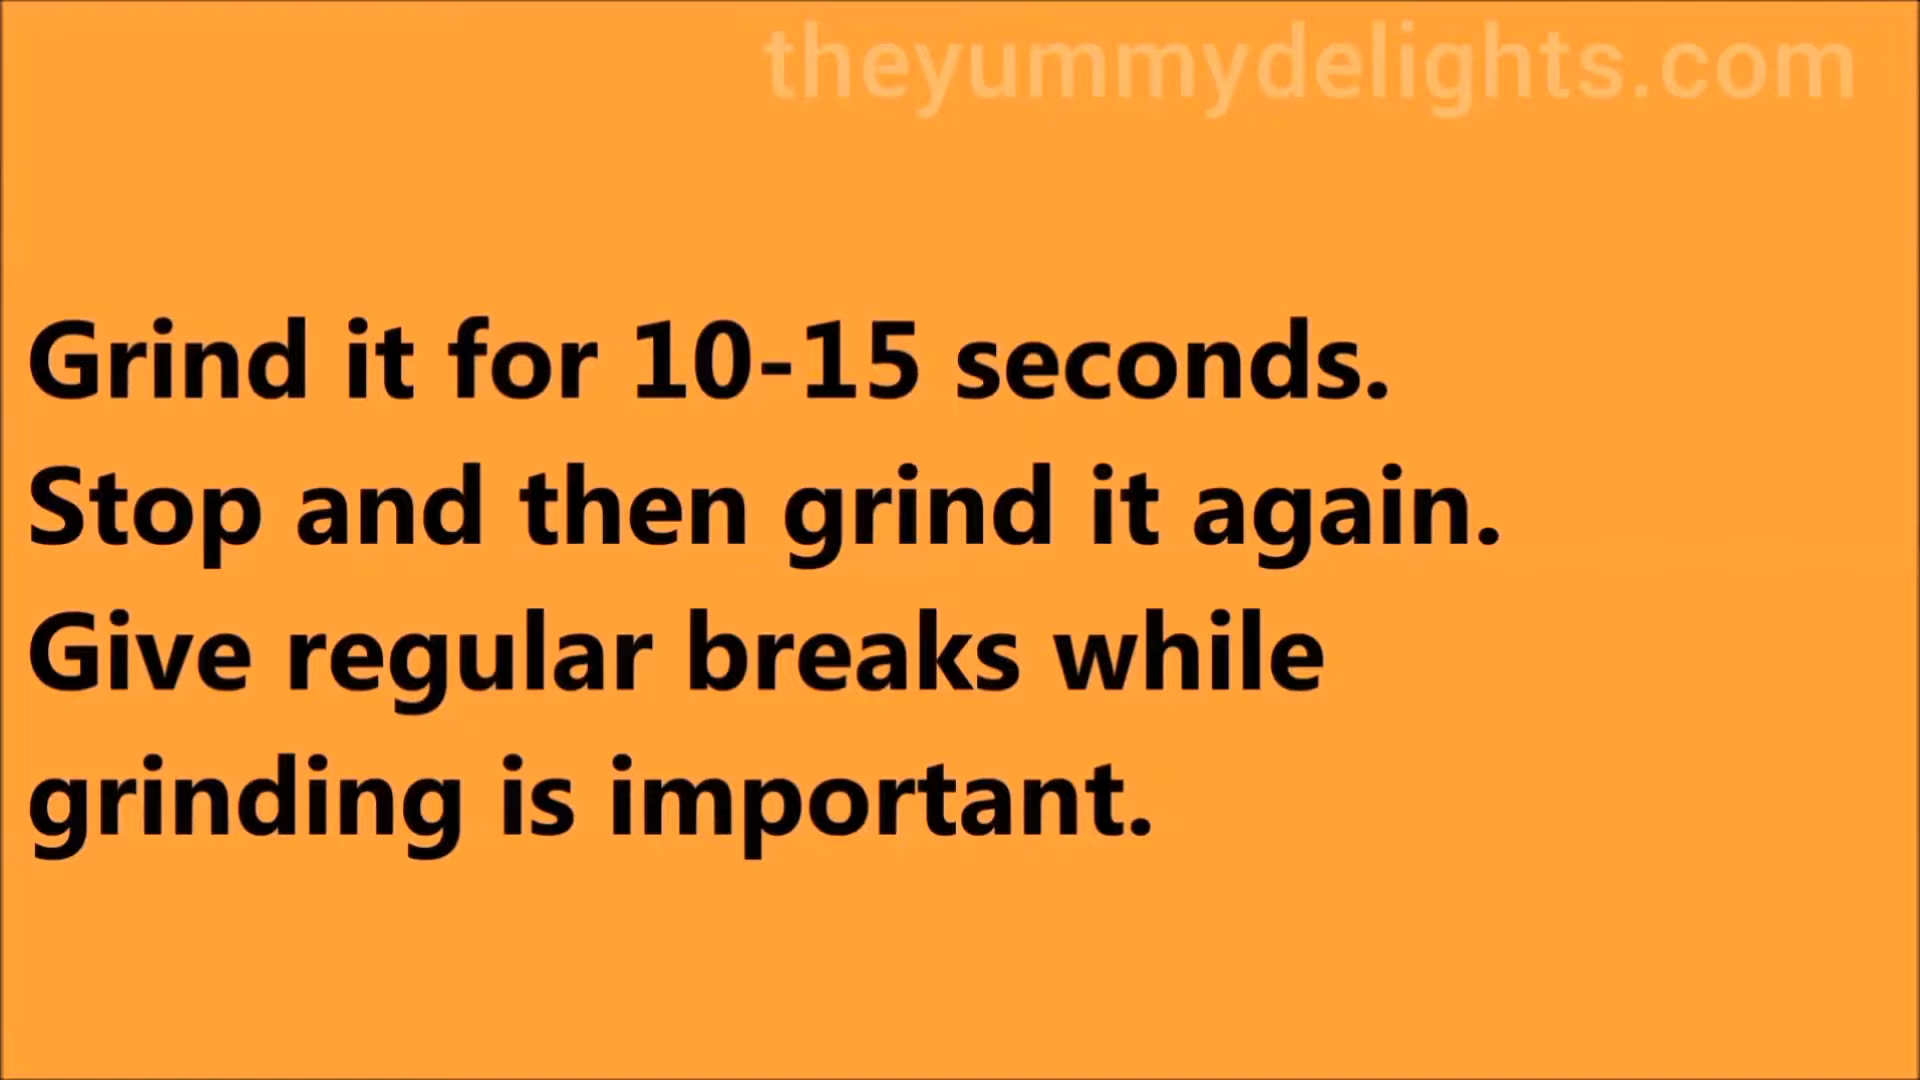 theyummydelights.com
Grind it for 10-15 seconds.
Stop and then grind it again.
Give regular breaks while
grinding is important.